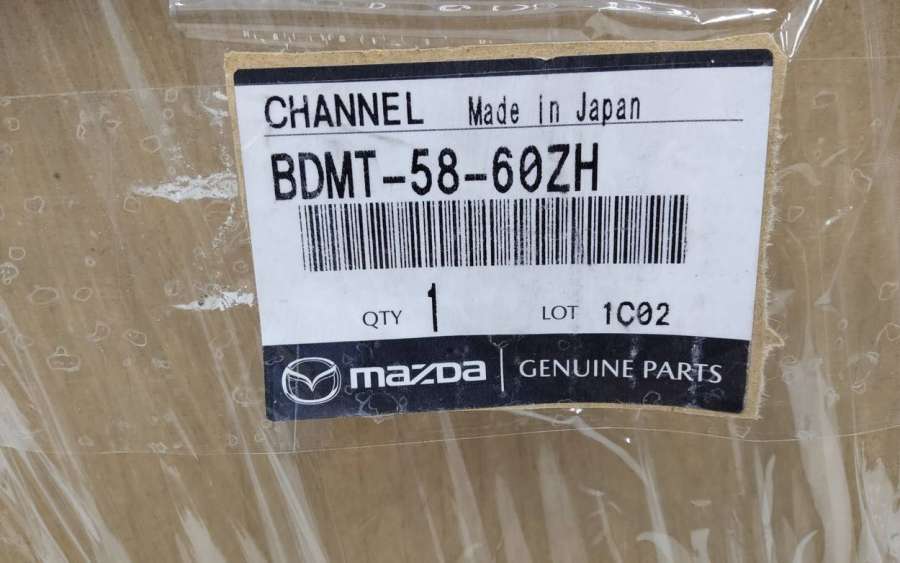 CHANNEL Made in Japan
BDMT-58-60ZH
QTY 1 LOT 1C02
mazda GENUINE PARTS